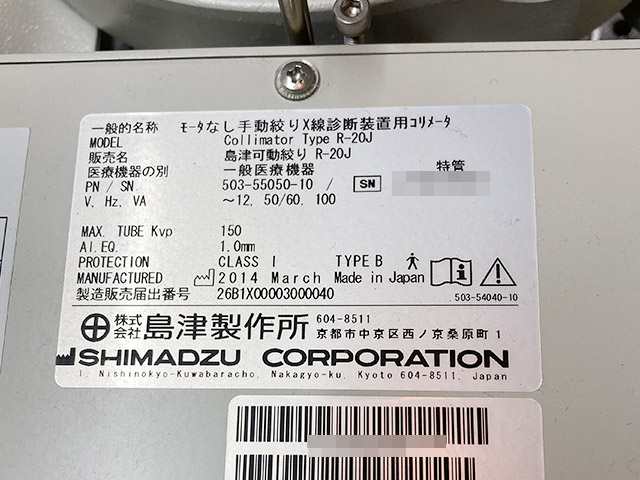 一般的名称 モータなし手動絞りX線診断装置用コリメータ
MODEL Collimator Type R-20J
販売名 島津可動絞り R-20J
医療機器の別 一般医療機器 特管
PN / SN 503-55050-10 / SN
V, Hz, VA ～12, 50/60, 100
MAX. TUBE Kvp 150
Al.EQ. 1.0mm
PROTECTION CLASS I TYPE B
MANUFACTURED 2014 March Made in Japan
製造販売届出番号 26B1X00003000040
503-54040-10
株式会社 島津製作所 604-8511
京都市中京区西ノ京桑原町1
SHIMADZU CORPORATION
1, Nishinokyo-Kuwabaracho, Nakagyo-ku, Kyoto 604-8511, Japan